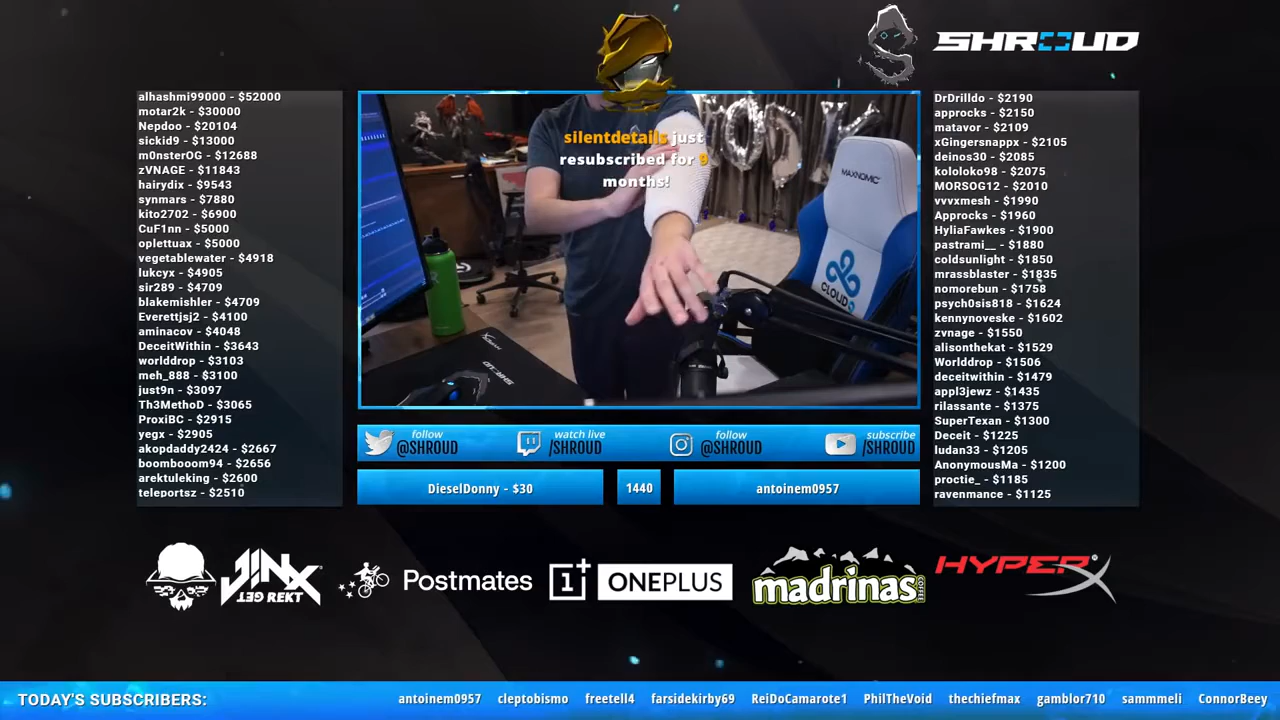 SHROUD
alhashmi99000 - $52000
motar2k - $30000
Nepdoo - $20104
sickid9 - $13000
m0nsterOG - $12688
zVNAGE - $11843
hairydix - $9543
synmars - $7880
kito2702 - $6900
CuF1nn - $5000
oplettuax - $5000
vegetablewater - $4918
lukcyx - $4905
sir289 - $4709
blakemishler - $4709
Everettjsj2 - $4100
aminacov - $4048
DeceitWithin - $3643
worlddrop - $3103
meh_888 - $3100
just9n - $3097
Th3MethoD - $3065
ProxiBC - $2915
yegx - $2905
akopdaddy2424 - $2667
boombooom94 - $2656
arektuleking - $2600
teleportsz - $2510
silentdetails just
resubscribed for 9
months!
MAXNOMIC
CLOUD
DrDrilldo - $2190
approcks - $2150
matavor - $2109
xGingersnappx - $2105
deinos30 - $2085
kololoko98 - $2075
MORSOG12 - $2010
vvvxmesh - $1990
Approcks - $1960
HyliaFawkes - $1900
pastrami__ - $1880
coldsunlight - $1850
mrassblaster - $1835
nomorebun - $1758
psych0sis818 - $1624
kennynoveske - $1602
zvnage - $1550
alisonthekat - $1529
Worlddrop - $1506
deceitwithin - $1479
appl3jewz - $1435
rilassante - $1375
SuperTexan - $1300
Deceit - $1225
ludan33 - $1205
AnonymousMa - $1200
proctie_ - $1185
ravenmance - $1125
follow
@SHROUD
watch live
/SHROUD
follow
@SHROUD
subscribe
/SHROUD
DieselDonny - $30
1440
antoinem0957
JINX
GET REKT
Postmates
1+ ONEPLUS
madrinas COFFEE
HYPERX
TODAY'S SUBSCRIBERS: antoinem0957 cleptobismo freetell4 farsidekirby69 ReiDoCamarote1 PhilTheVoid thechiefmax gamblor710 sammmeli ConnorBeey